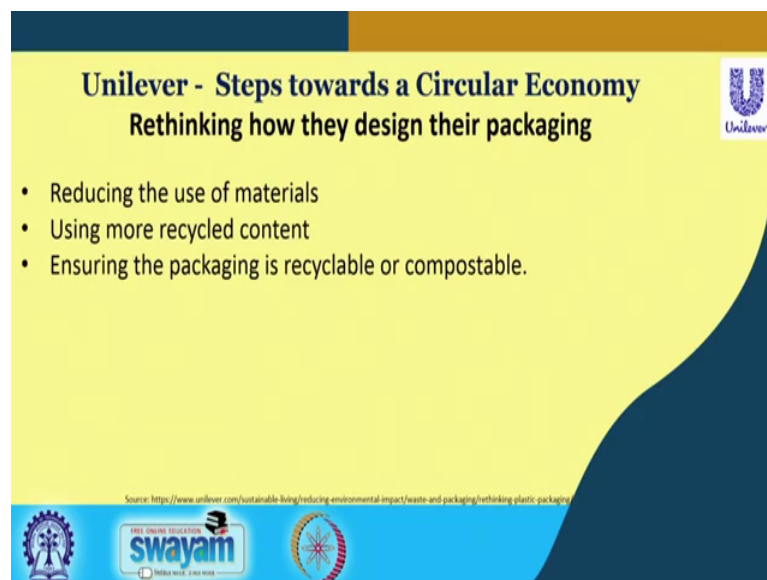 Unilever - Steps towards a Circular Economy
Rethinking how they design their packaging
Unilever
• Reducing the use of materials
• Using more recycled content
• Ensuring the packaging is recyclable or compostable.
Source: https://www.unilever.com/sustainable-living/reducing-environmental-impact/waste-and-packaging/rethinking-plastic-packaging/
FREE ONLINE EDUCATION
swayam